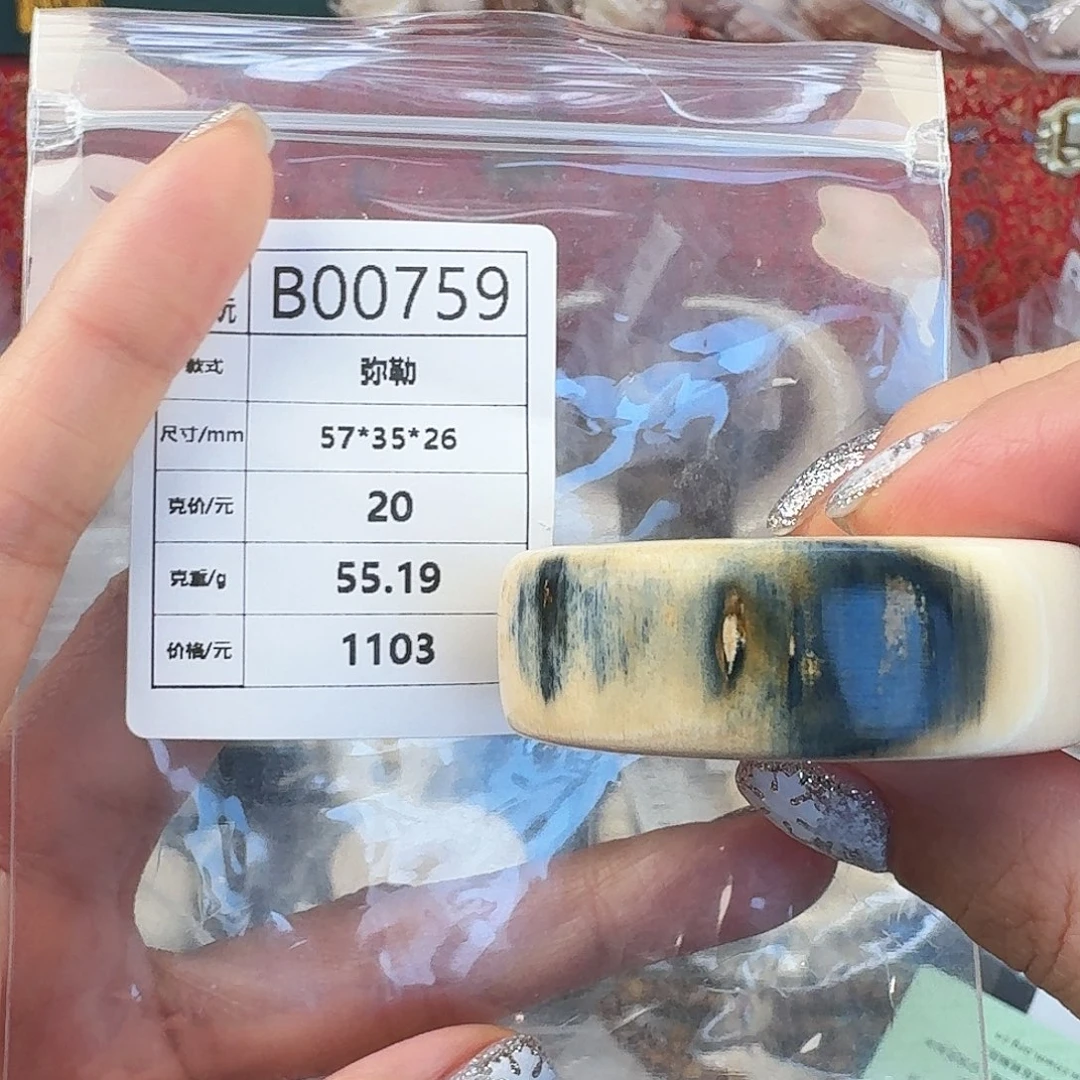 玩 B00759
款式 弥勒
尺寸/mm 57*35*26
克价/元 20
克重/g 55.19
价格/元 1103